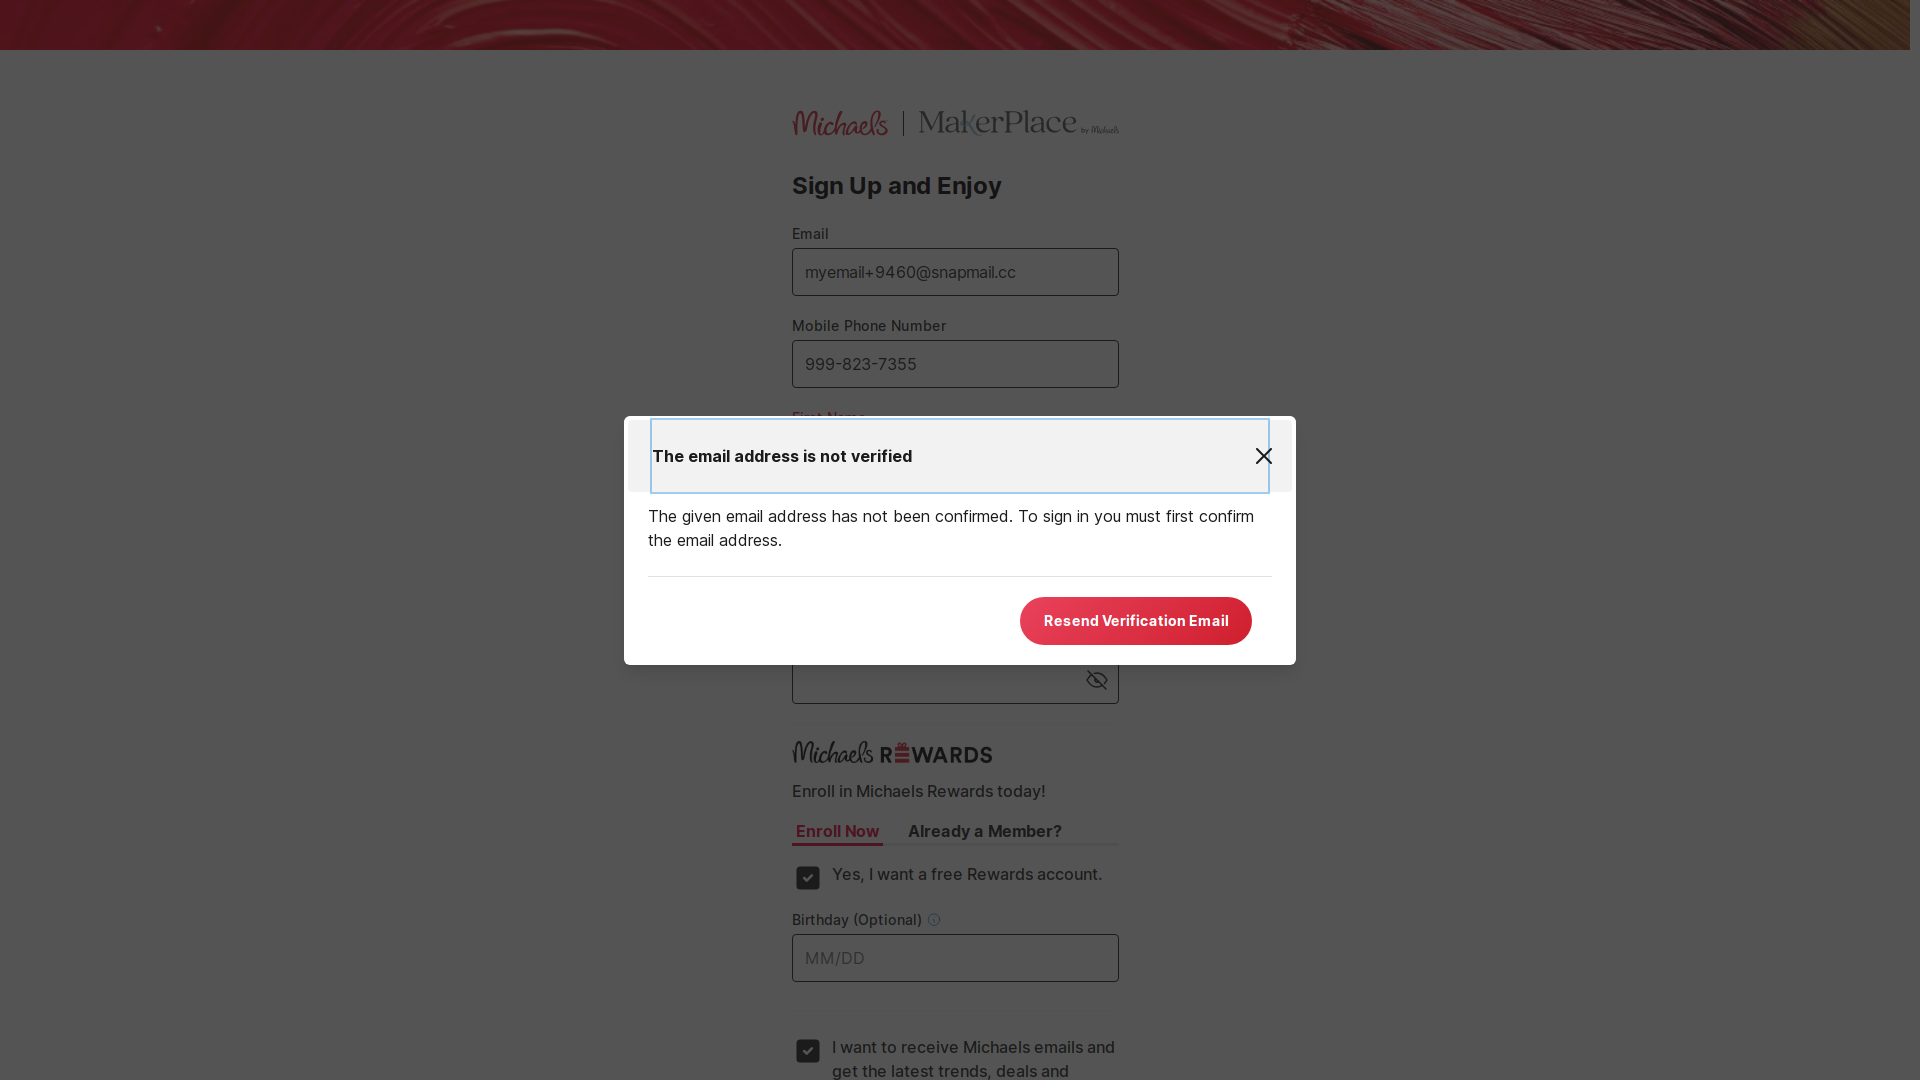 Michaels | MakerPlace by Michaels
Sign Up and Enjoy
Email
myemail+9460@snapmail.cc
Mobile Phone Number
999-823-7355
First Name
The email address is not verified
The given email address has not been confirmed. To sign in you must first confirm
the email address.
Resend Verification Email
Michaels REWARDS
Enroll in Michaels Rewards today!
Enroll Now
Already a Member?
Yes, I want a free Rewards account.
Birthday (Optional)
MM/DD
I want to receive Michaels emails and
get the latest trends, deals and